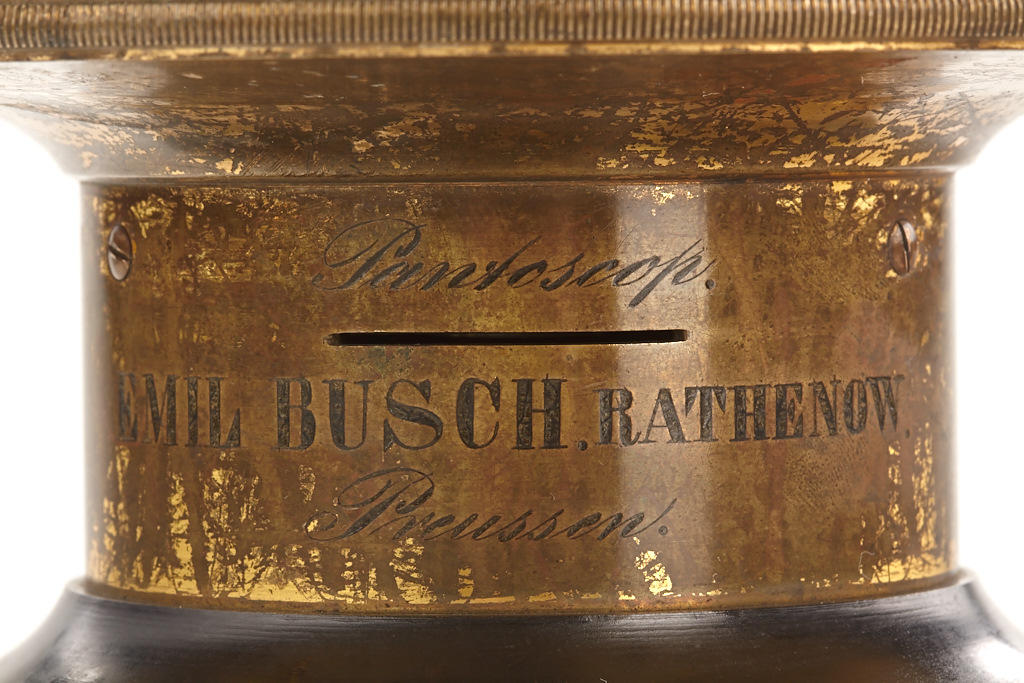 Pantoscop.
EMIL BUSCH. RATHENOW.
Preussen.